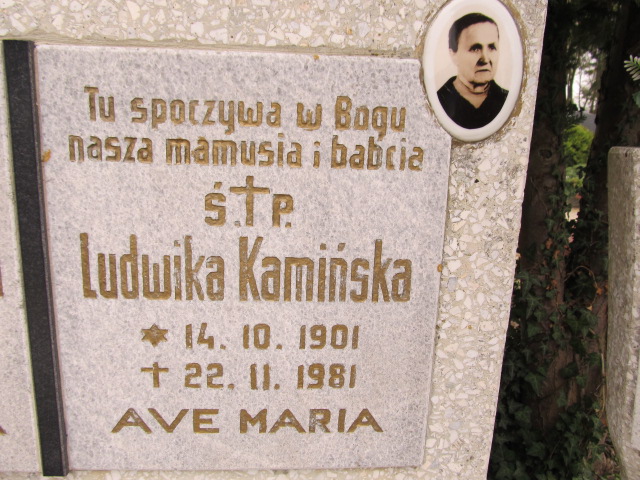 Tu spoczywa w Bogu
nasza mamusia i babcia
Ś.†P.
Ludwika Kamińska
* 14. 10. 1901
† 22. 11. 1981
AVE MARIA